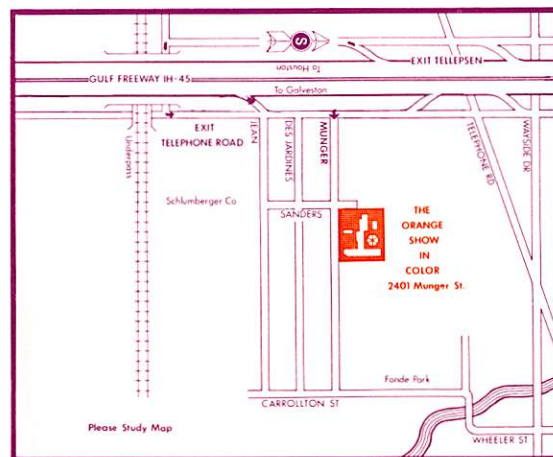 S
To Houston
EXIT TELLEPSEN
GULF FREEWAY IH-45
To Galveston
EXIT
TELEPHONE ROAD
JEAN
DES JARDINES
MUNGER
TELEPHONE RD
WAYSIDE DR
Underpass
Schlumberger Co
SANDERS
THE
ORANGE
SHOW
IN
COLOR
2401 Munger St.
Fonde Park
CARROLLTON ST
Please Study Map
WHEELER ST